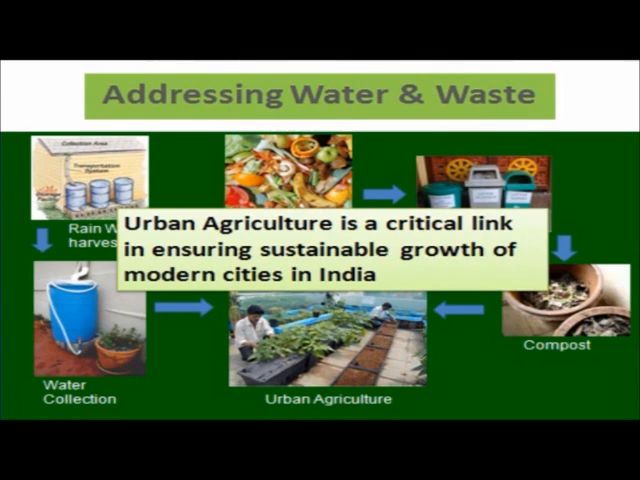 Addressing Water & Waste
Collection Area
Transportation
System
Rain W
harves
Urban Agriculture is a critical link
in ensuring sustainable growth of
modern cities in India
Compost
Water
Collection
Urban Agriculture